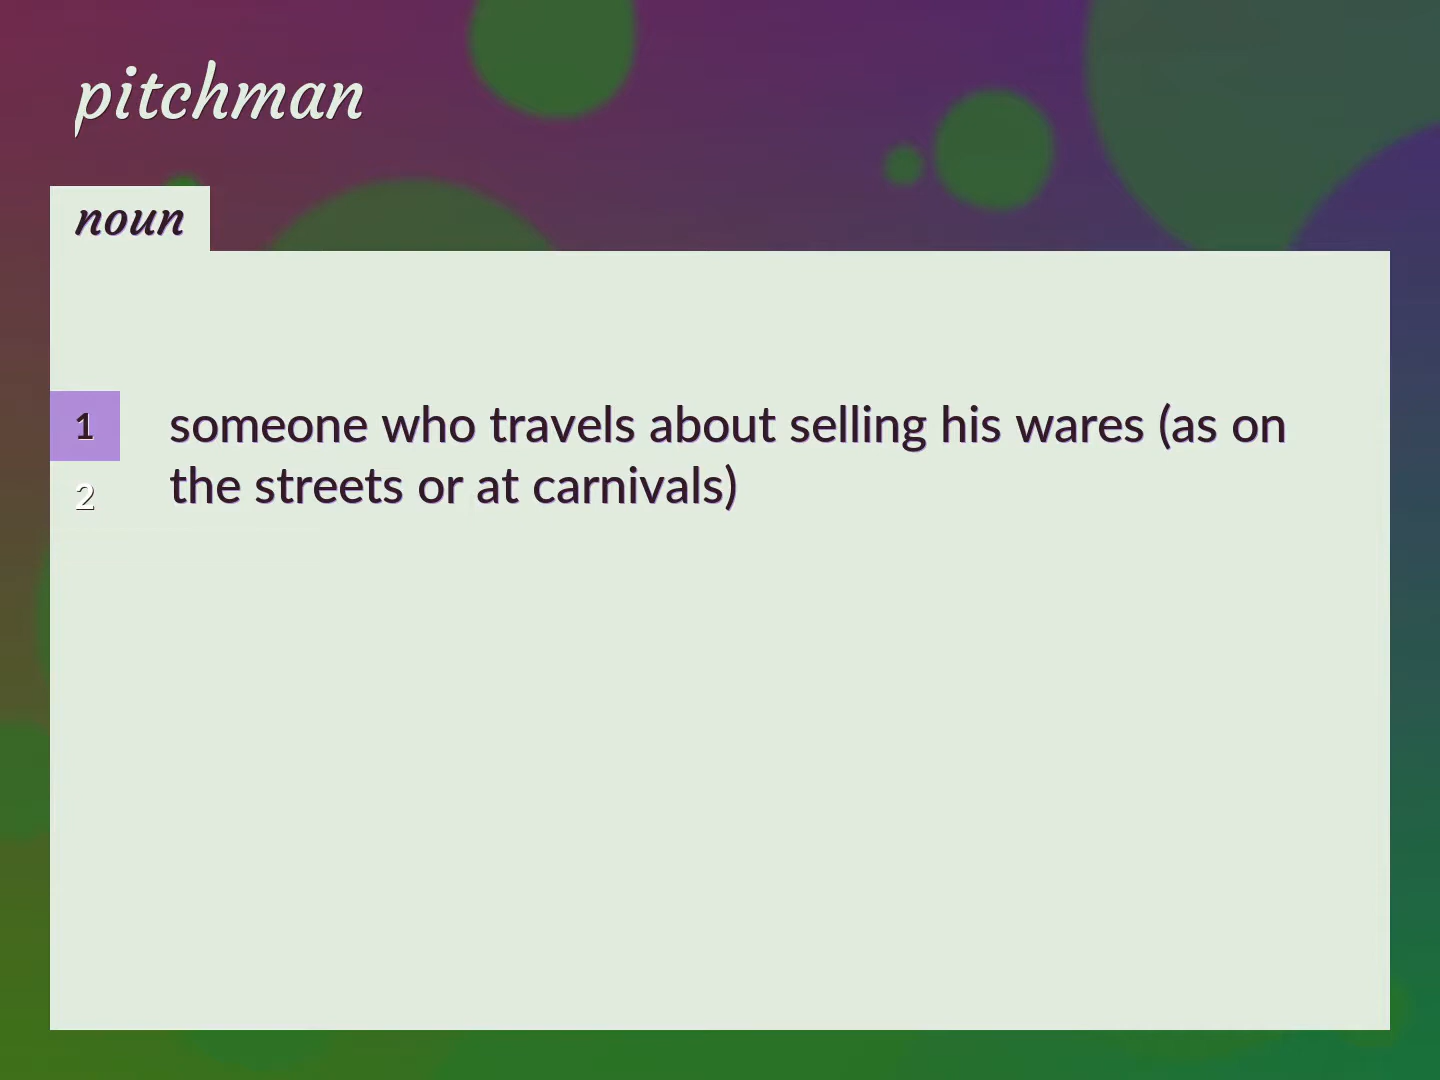 pitchman
noun
1
someone who travels about selling his wares (as on
the streets or at carnivals)
2